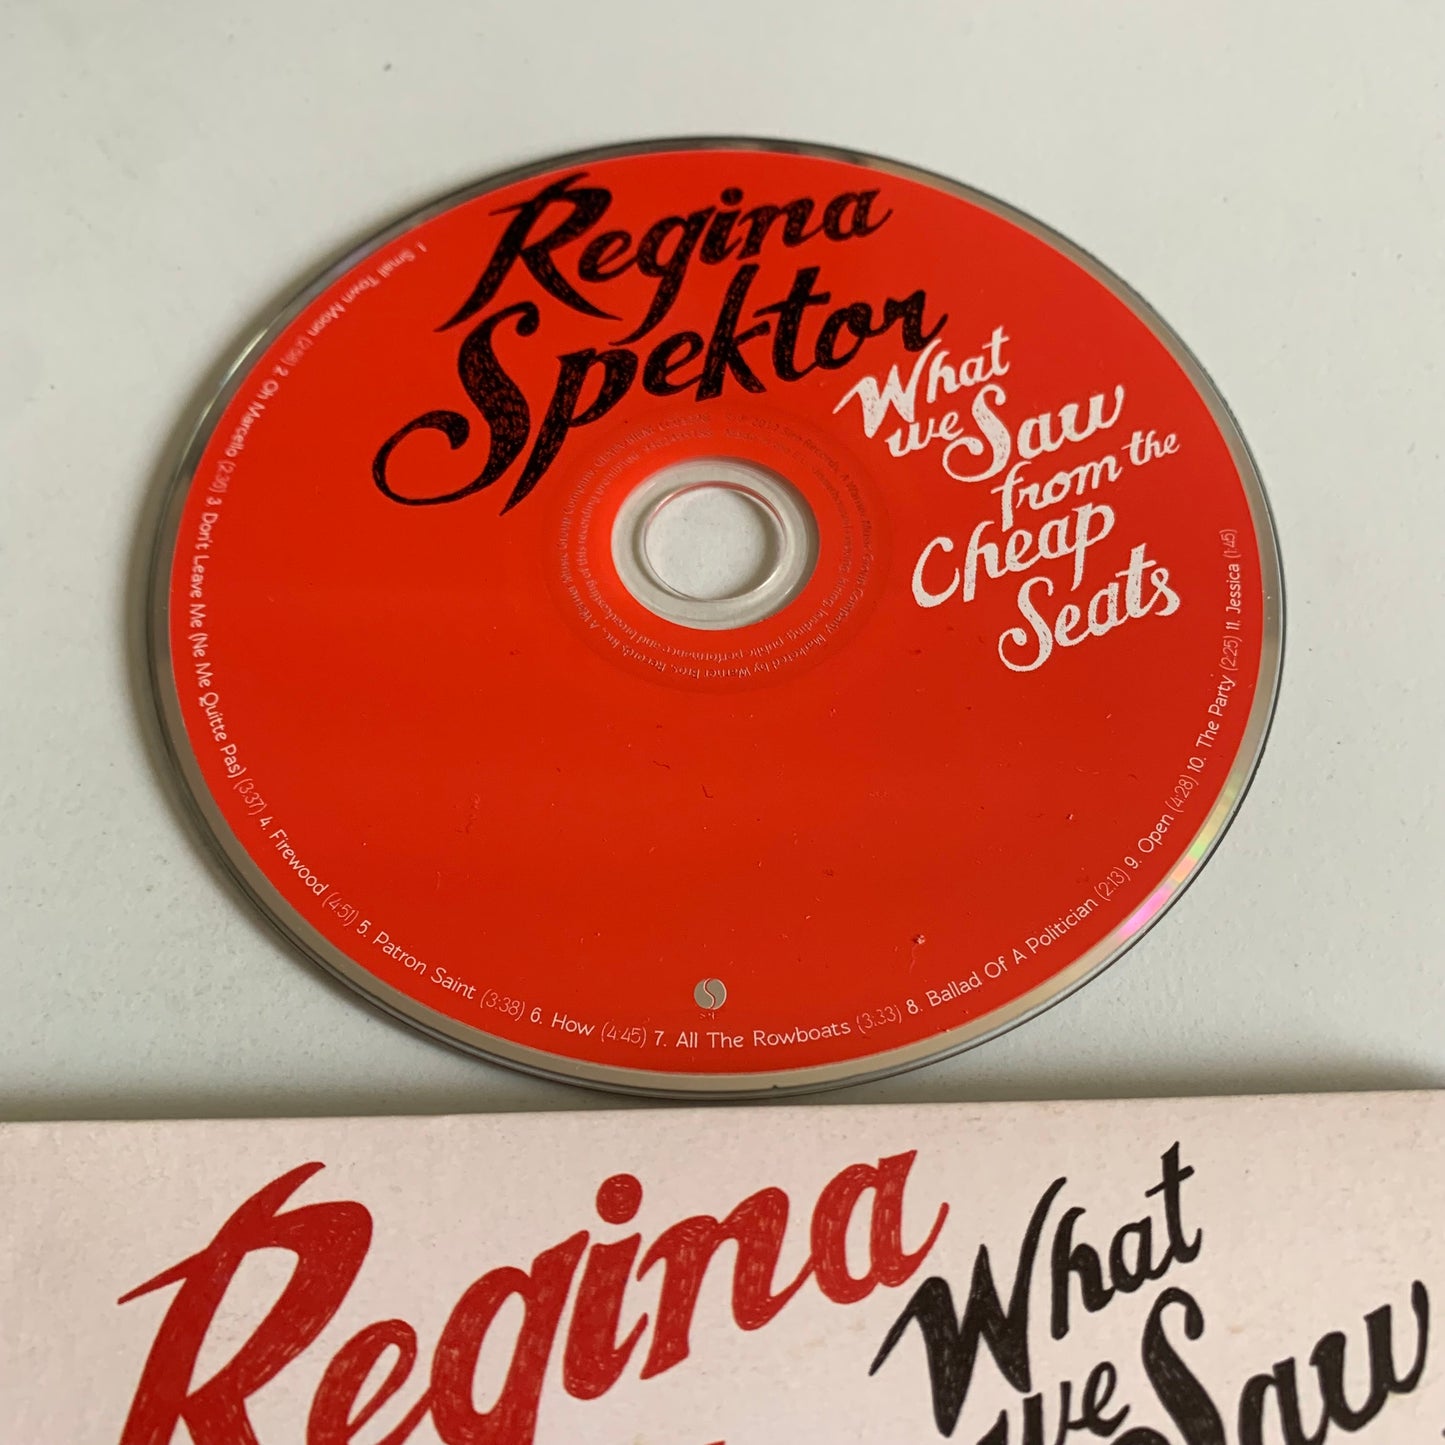 Regina
Spektor
What
we Saw
from the
Cheap
Seats
1. Small Town Moon (2:58) 2. Oh Marcello (2:36) 3. Don't Leave Me (Ne Me Quitte Pas) (3:37) 4. Firewood (4:51) 5. Patron Saint (3:38) 6. How (4:45) 7. All The Rowboats (3:33) 8. Ballad Of A Politician (2:13) 9. Open (4:28) 10. The Party (2:25) 11. Jessica (1:45)
Regina
What
we Saw